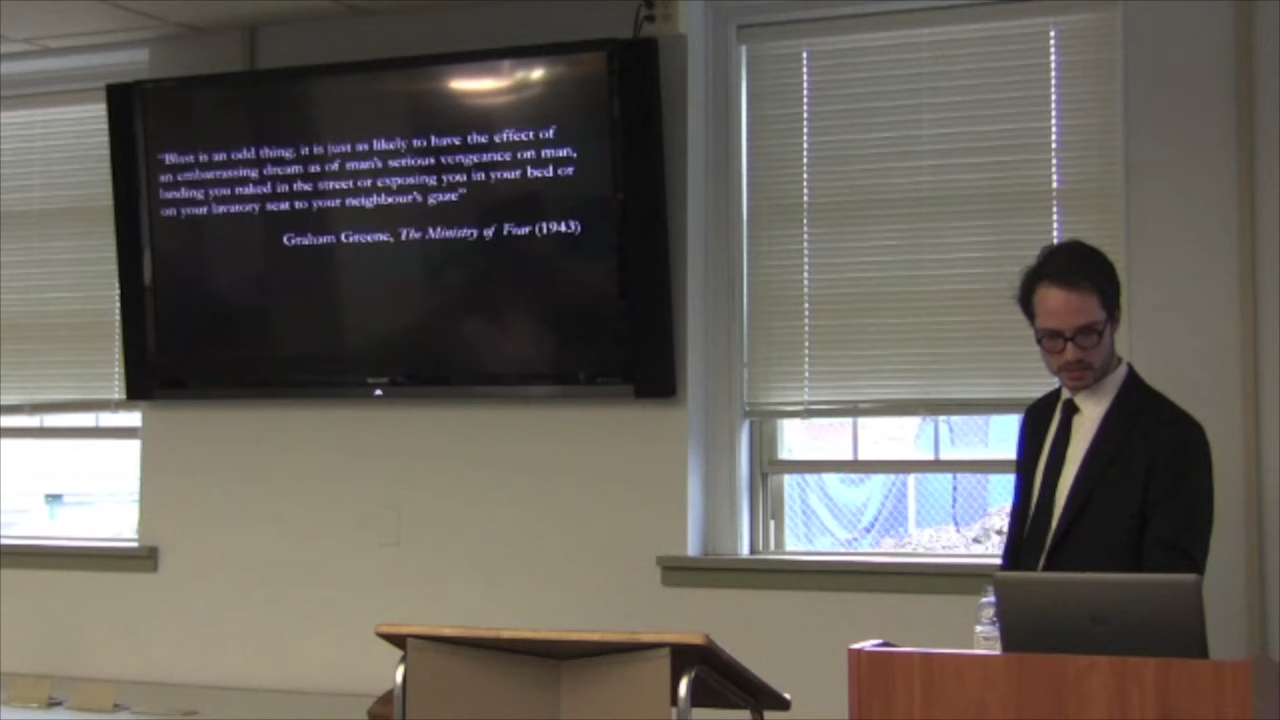 "Blast is an odd thing, it is just as likely to have the effect of
an embarrassing dream as of man's serious vengeance on man,
landing you naked in the street or exposing you in your bed or
on your lavatory seat to your neighbour's gaze"
Graham Greene, The Ministry of Fear (1943)